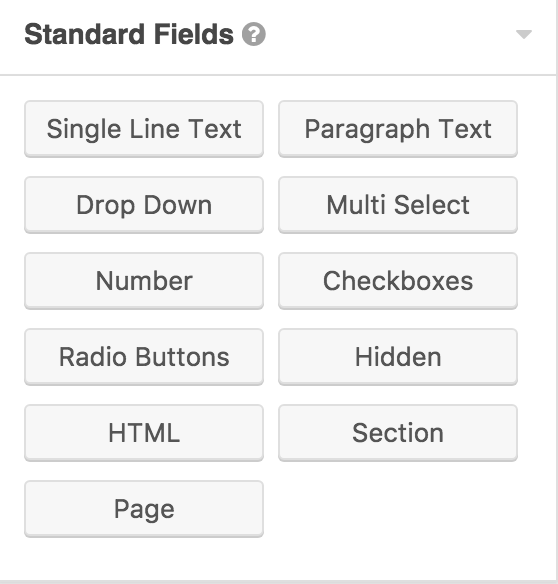 Standard Fields ?
Single Line Text Paragraph Text
Drop Down Multi Select
Number Checkboxes
Radio Buttons Hidden
HTML Section
Page